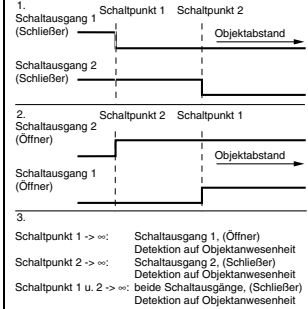 1.
Schaltpunkt 1 Schaltpunkt 2
Schaltausgang 1
(Schließer)
Objektabstand
Schaltausgang 2
(Schließer)
2.
Schaltpunkt 2 Schaltpunkt 1
Schaltausgang 2
(Öffner)
Objektabstand
Schaltausgang 1
(Öffner)
3.
Schaltpunkt 1 -> ∞: Schaltausgang 1, (Öffner)
Detektion auf Objektanwesenheit
Schaltpunkt 2 -> ∞: Schaltausgang 2, (Schließer)
Detektion auf Objektanwesenheit
Schaltpunkt 1 u. 2 -> ∞: beide Schaltausgänge, (Schließer)
Detektion auf Objektanwesenheit